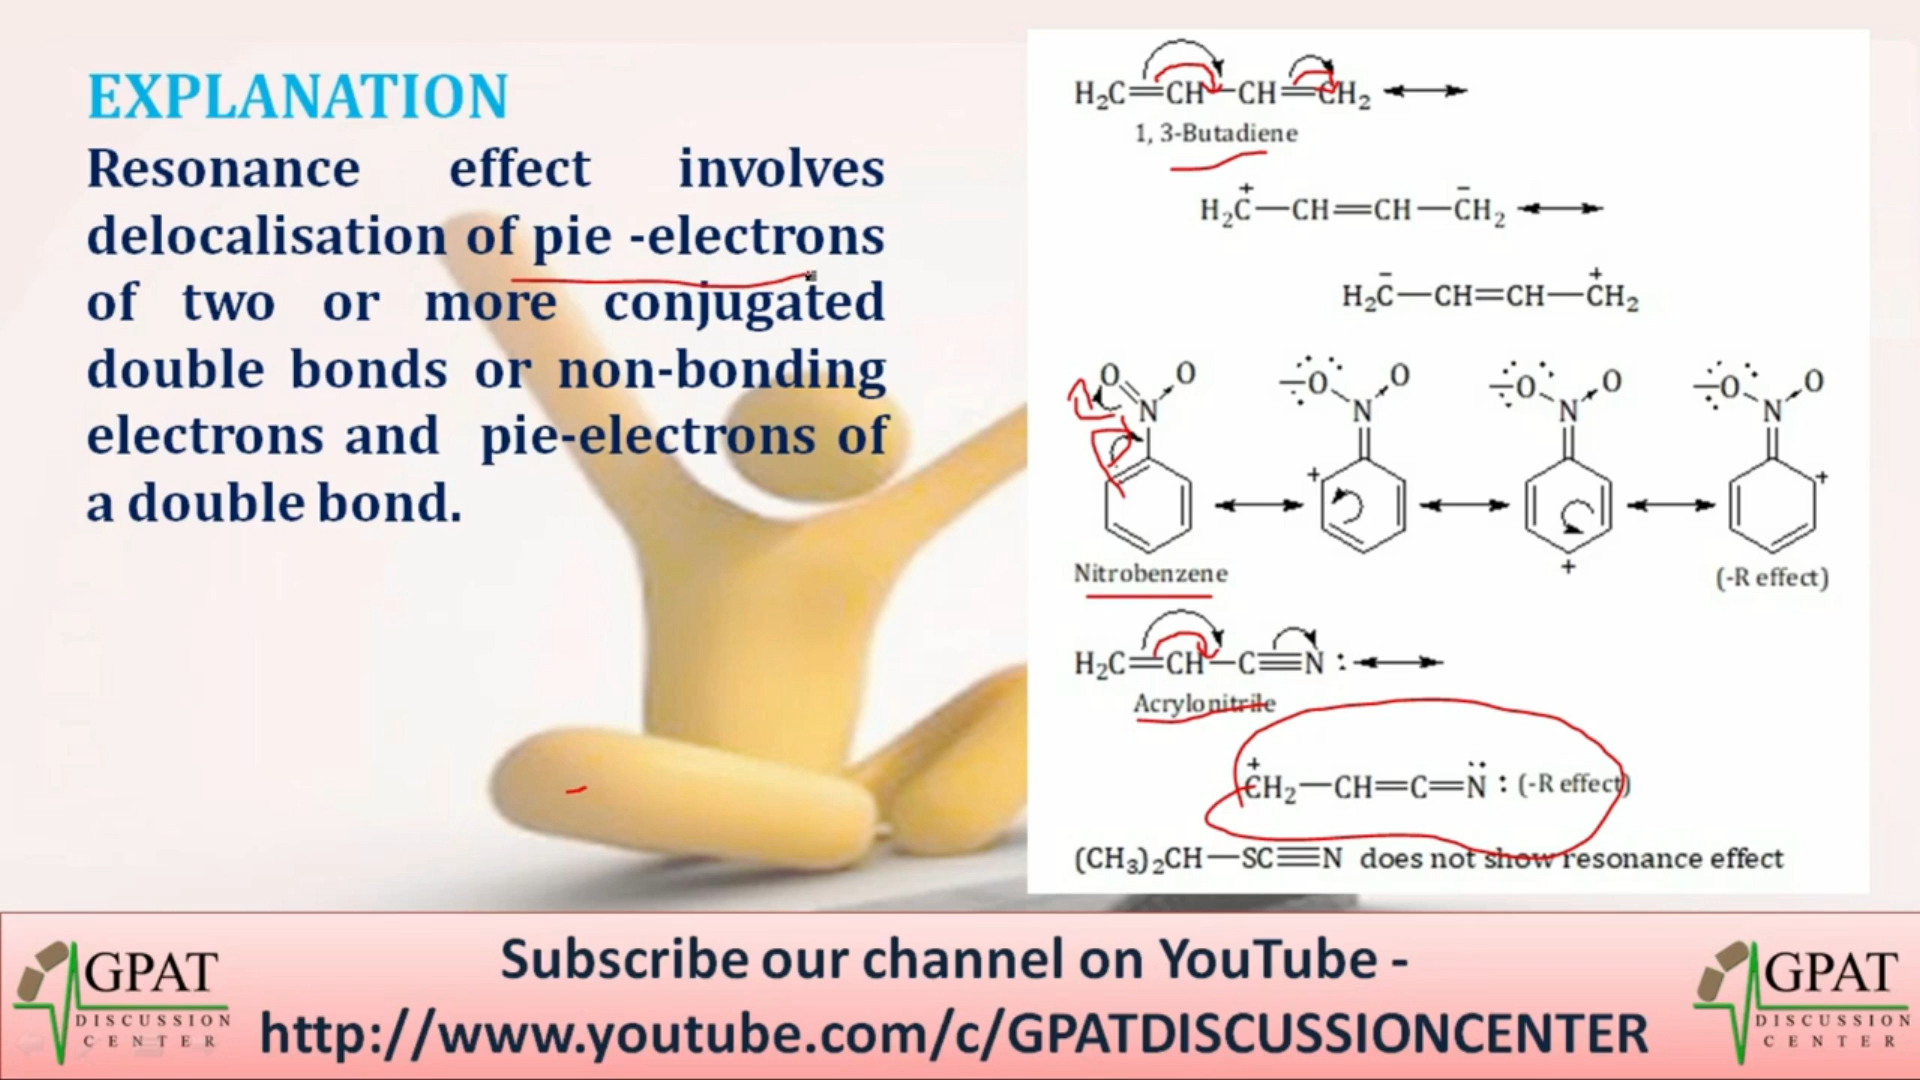 EXPLANATION
Resonance effect involves
delocalisation of pie -electrons
of two or more conjugated
double bonds or non-bonding
electrons and pie-electrons of
a double bond.
H₂C=CH-CH=CH₂ ↔
1, 3-Butadiene
H₂C⁺-CH=CH-C⁻H₂ ↔
H₂C⁻-CH=CH-C⁺H₂
O O -O O -O O -O O
N N N N
+ +
+
Nitrobenzene (-R effect)
H₂C=CH-C≡N : ↔
Acrylonitrile
C⁺H₂-CH=C=N̈ : (-R effect)
(CH₃)₂CH-SC≡N does not show resonance effect
GPAT
DISCUSSION
CENTER
Subscribe our channel on YouTube -
http://www.youtube.com/c/GPATDISCUSSIONCENTER
GPAT
DISCUSSION
CENTER